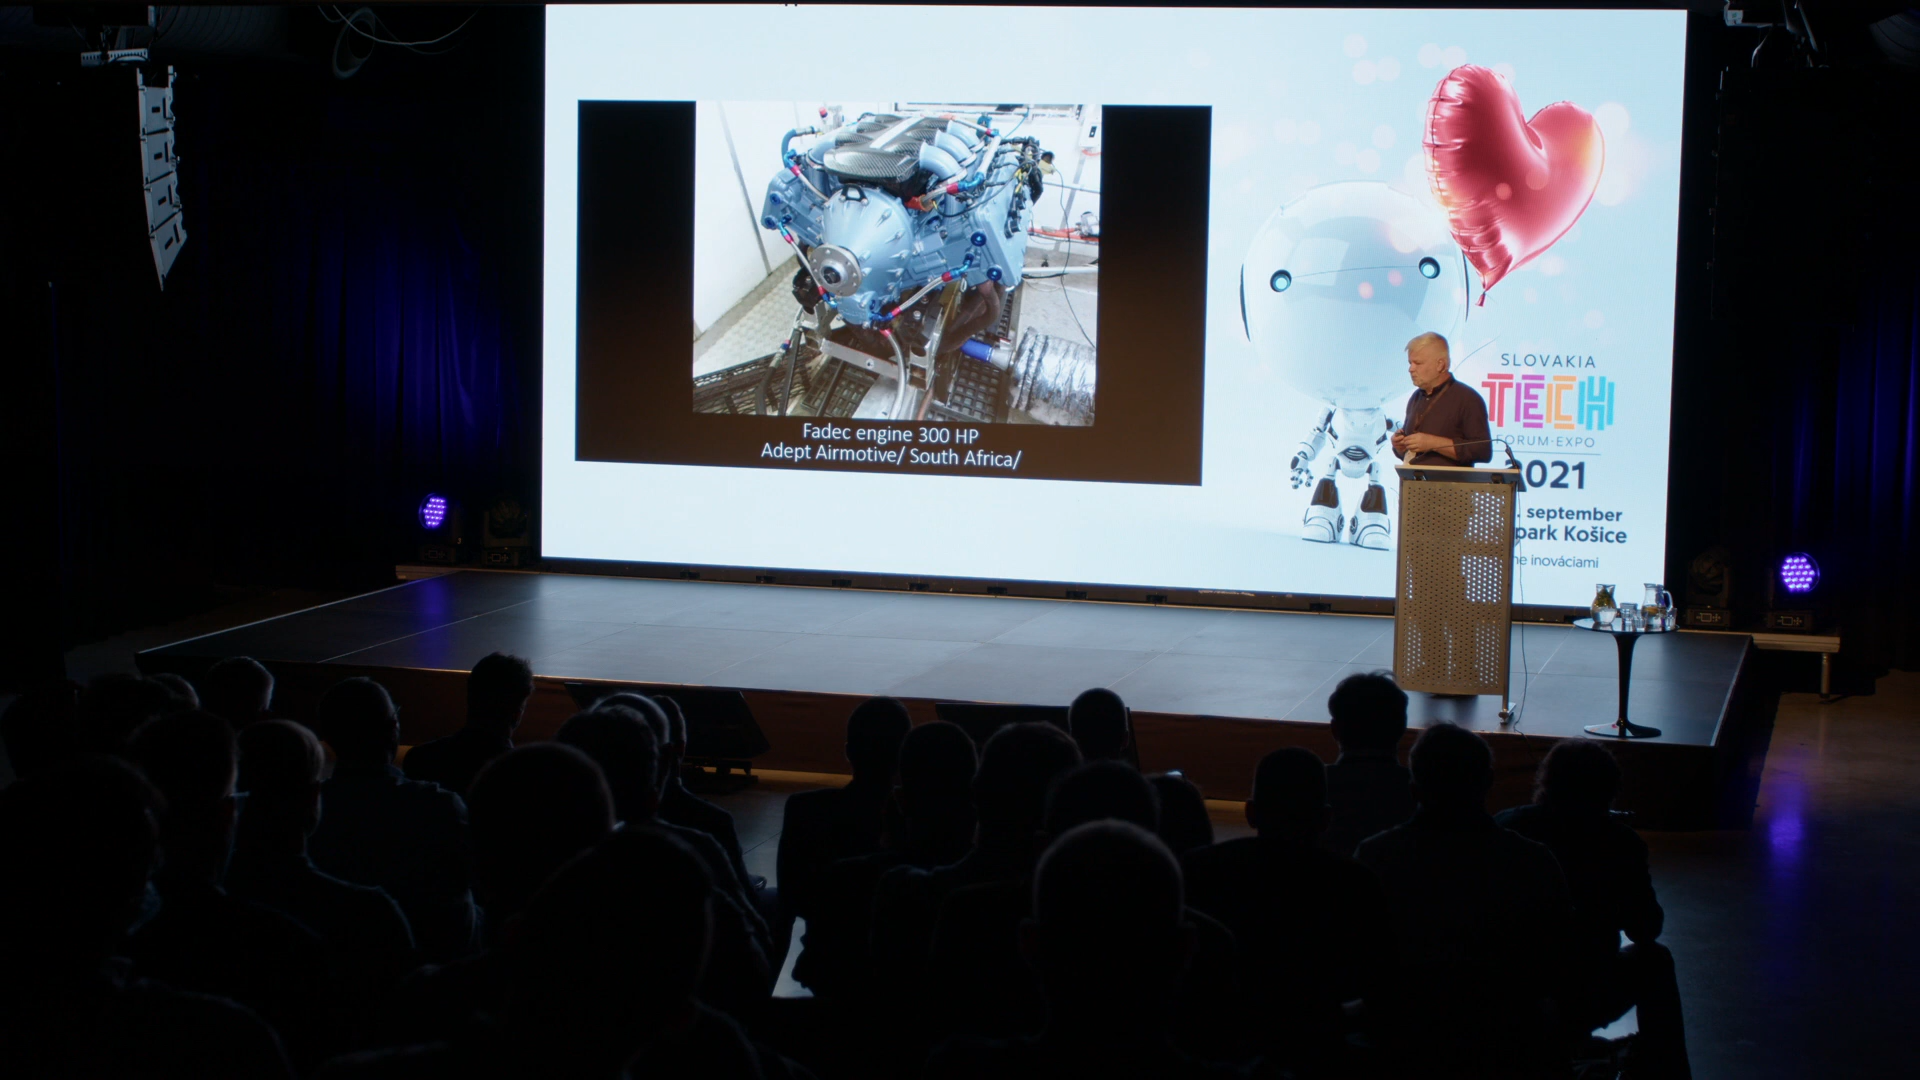 Fadec engine 300 HP
Adept Airmotive/ South Africa/
SLOVAKIA
TECH
FORUM·EXPO
2021
september
park Košice
inováciami